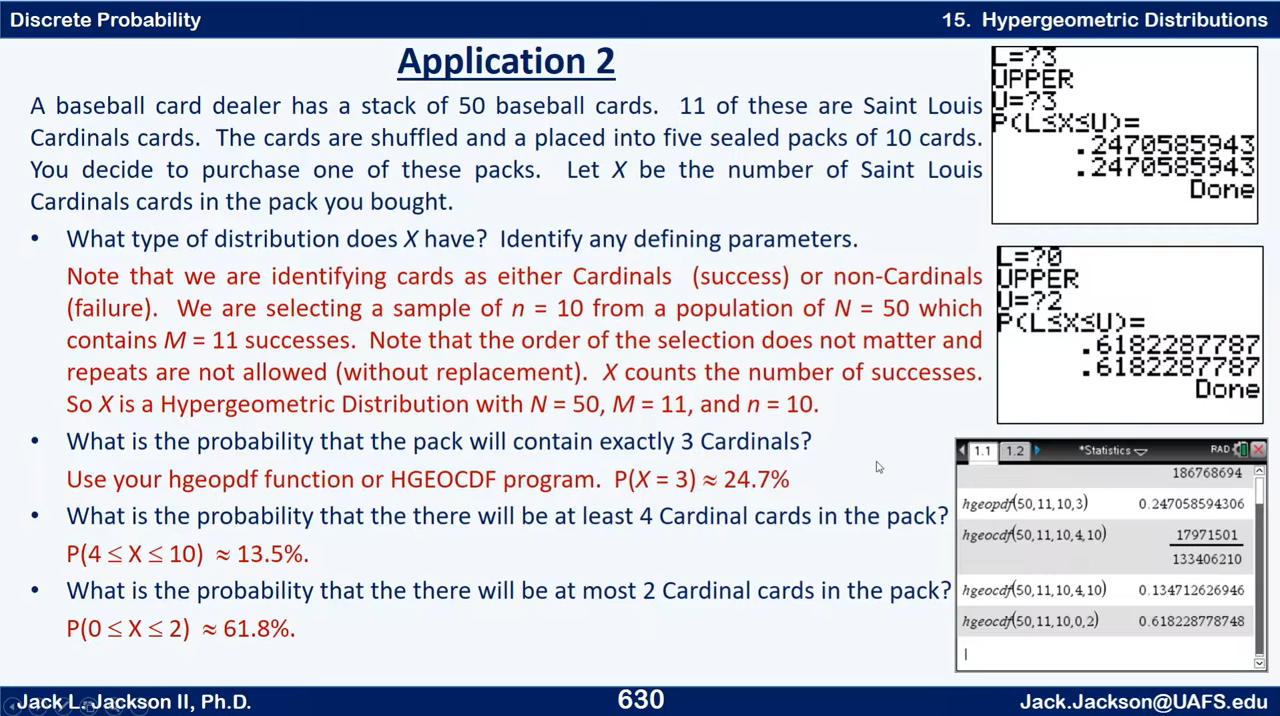 Discrete Probability
15. Hypergeometric Distributions
Application 2
A baseball card dealer has a stack of 50 baseball cards. 11 of these are Saint Louis
Cardinals cards. The cards are shuffled and a placed into five sealed packs of 10 cards.
You decide to purchase one of these packs. Let X be the number of Saint Louis
Cardinals cards in the pack you bought.
• What type of distribution does X have? Identify any defining parameters.
Note that we are identifying cards as either Cardinals (success) or non-Cardinals
(failure). We are selecting a sample of n = 10 from a population of N = 50 which
contains M = 11 successes. Note that the order of the selection does not matter and
repeats are not allowed (without replacement). X counts the number of successes.
So X is a Hypergeometric Distribution with N = 50, M = 11, and n = 10.
• What is the probability that the pack will contain exactly 3 Cardinals?
Use your hgeopdf function or HGEOCDF program. P(X = 3) ≈ 24.7%
• What is the probability that the there will be at least 4 Cardinal cards in the pack?
P(4 ≤ X ≤ 10) ≈ 13.5%.
• What is the probability that the there will be at most 2 Cardinal cards in the pack?
P(0 ≤ X ≤ 2) ≈ 61.8%.
L=?3
UPPER
U=?3
P(L≤X≤U)=
.2470585943
.2470585943
Done
L=?0
UPPER
U=?2
P(L≤X≤U)=
.6182287787
.6182287787
Done
1.1 1.2 *Statistics RAD
186768694
hgeopdf(50,11,10,3) 0.247058594306
hgeocdf(50,11,10,4,10) 17971501
133406210
hgeocdf(50,11,10,4,10) 0.134712626946
hgeocdf(50,11,10,0,2) 0.618228778748
Jack L. Jackson II, Ph.D.
630
Jack.Jackson@UAFS.edu